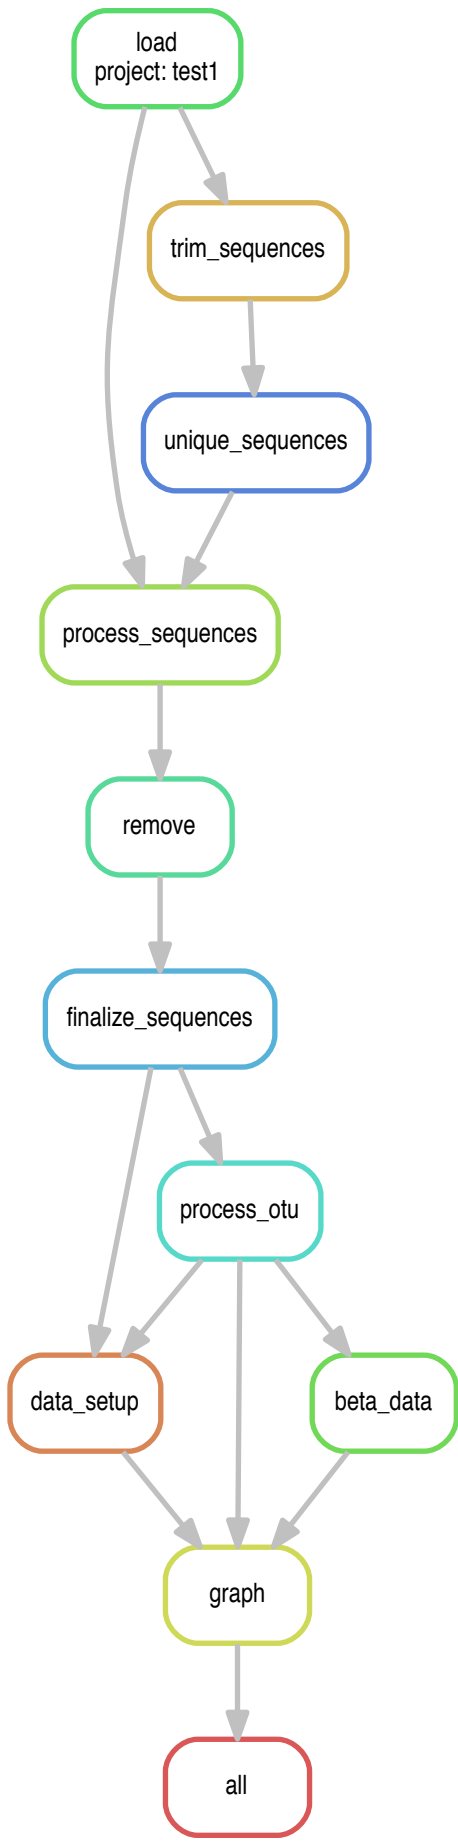 load
project: test1
trim_sequences
unique_sequences
process_sequences
remove
finalize_sequences
process_otu
data_setup
beta_data
graph
all